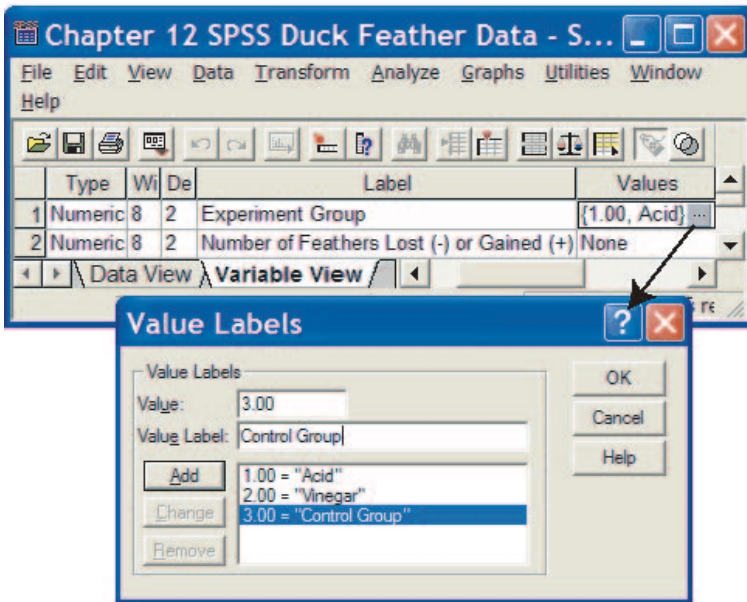 SPSS
Chapter 12 SPSS Duck Feather Data - S...
File Edit View Data Transform Analyze Graphs Utilities Window
Help
Type Wi De Label Values
1 Numeric 8 2 Experiment Group {1.00, Acid} ...
2 Numeric 8 2 Number of Feathers Lost (-) or Gained (+) None
Data View Variable View
re
Value Labels
Value Labels
Value: 3.00
Value Label: Control Group
Add
Change
Remove
1.00 = "Acid"
2.00 = "Vinegar"
3.00 = "Control Group"
OK
Cancel
Help